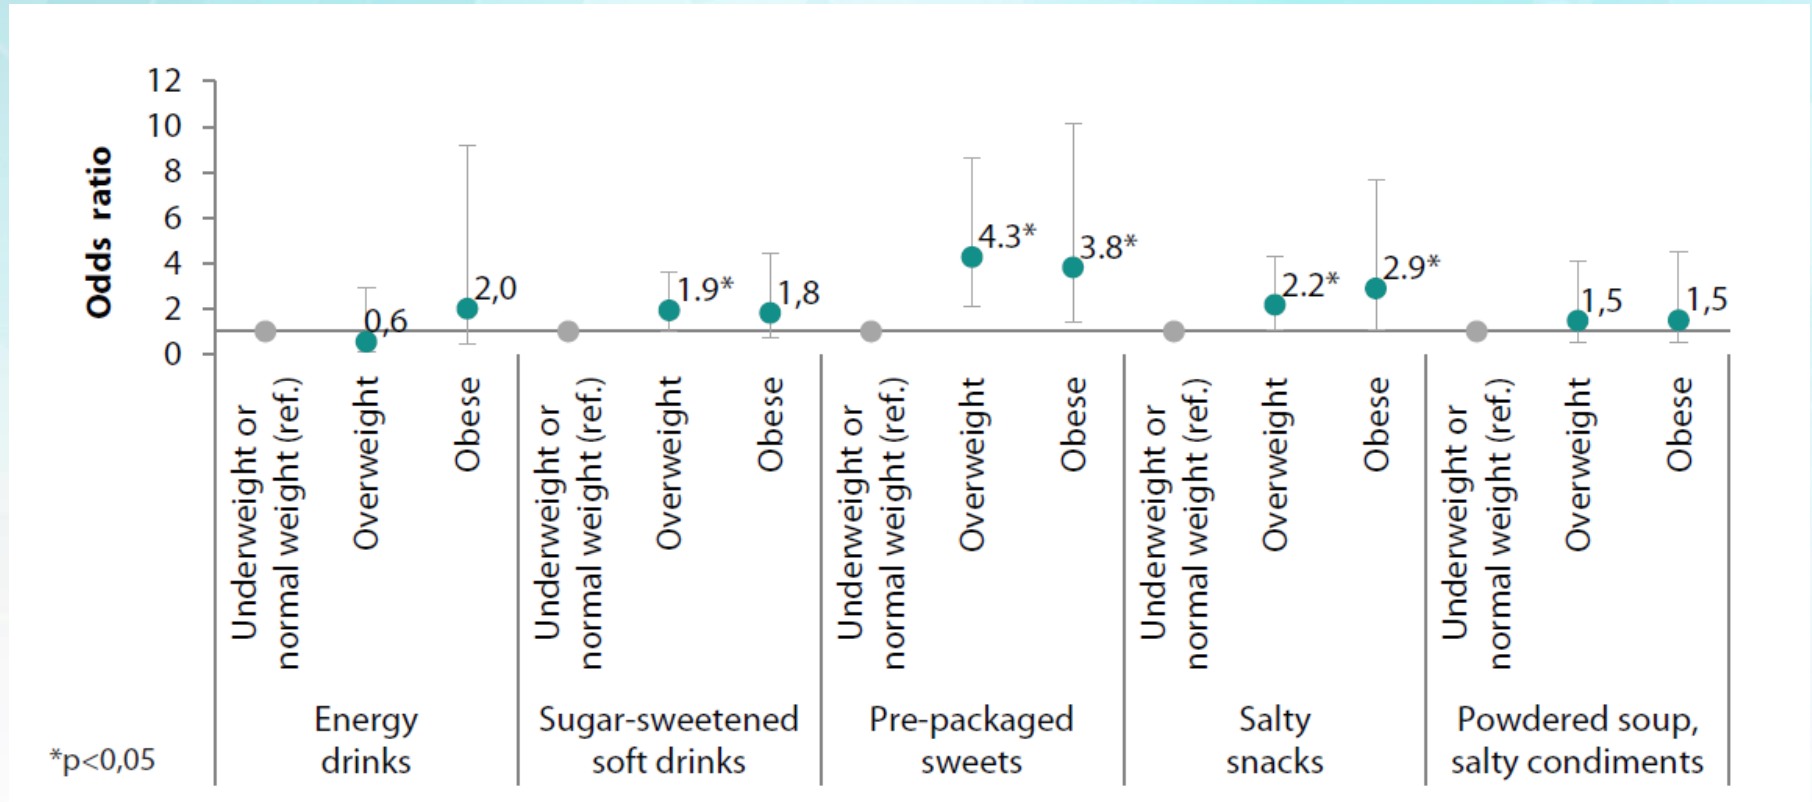 12
10
8
6
4
2
0
Odds ratio
0,6
2,0
1.9*
1,8
4.3*
3.8*
2.2*
2.9*
1,5
1,5
Underweight or
normal weight (ref.)
Overweight
Obese
Underweight or
normal weight (ref.)
Overweight
Obese
Underweight or
normal weight (ref.)
Overweight
Obese
Underweight or
normal weight (ref.)
Overweight
Obese
Underweight or
normal weight (ref.)
Overweight
Obese
Energy
drinks
Sugar-sweetened
soft drinks
Pre-packaged
sweets
Salty
snacks
Powdered soup,
salty condiments
*p<0,05